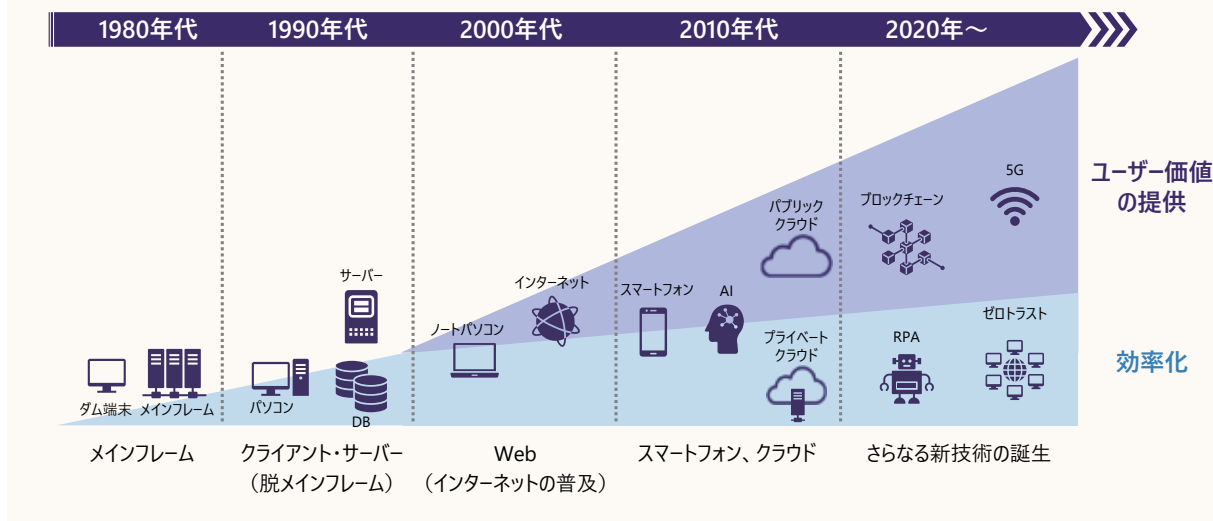 1980年代
1990年代
2000年代
2010年代
2020年～
ユーザー価値
の提供
効率化
5G
ブロックチェーン
パブリック
クラウド
サーバー
インターネット
スマートフォン
AI
ゼロトラスト
ノートパソコン
プライベート
クラウド
RPA
ダム端末
メインフレーム
パソコン
DB
メインフレーム
クライアント・サーバー
（脱メインフレーム）
Web
（インターネットの普及）
スマートフォン、クラウド
さらなる新技術の誕生